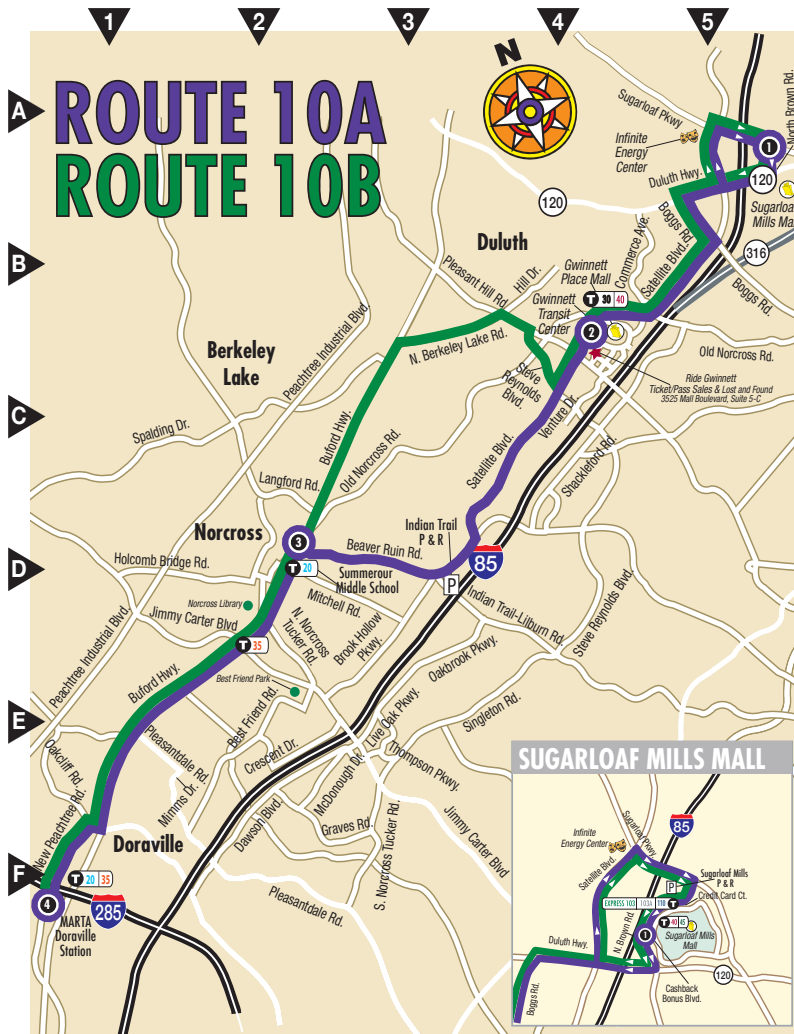 1 2 3 4 5
A
B
C
D
E
F
ROUTE 10A
ROUTE 10B
N
Sugarloaf Pkwy
North Brown Rd.
Infinite
Energy
Center
1
Duluth Hwy.
120
120
Sugarloaf
Mills Ma
Boggs Rd.
Satellite Blvd.
Commerce Ave.
316
Boggs Rd.
Duluth
Hill Dr.
Pleasant Hill Rd.
Gwinnett
Place Mall
T 30 40
Gwinnett
Transit
Center
2
N. Berkeley Lake Rd.
Old Norcross Rd.
Ride Gwinnett
Ticket/Pass Sales & Lost and Found
3525 Mall Boulevard, Suite 5-C
Steve
Reynolds
Blvd.
Venture Dr.
Berkeley
Lake
Peachtree Industrial Blvd.
Buford Hwy.
Spalding Dr.
Old Norcross Rd.
Satellite Blvd.
Shackleford Rd.
Langford Rd.
Norcross
3
Indian Trail
P & R
Beaver Ruin Rd.
85
P
Holcomb Bridge Rd.
T 20
Summerour
Middle School
Mitchell Rd.
Norcross Library
Jimmy Carter Blvd
T 35
N. Norcross
Tucker Rd.
Brook Hollow
Pkwy.
Indian Trail-Lilburn Rd.
Steve Reynolds Blvd.
Oakbrook Pkwy.
Peachtree Industrial Blvd.
Buford Hwy.
Best Friend Park
Best Friend Rd.
Live Oak Pkwy.
Singleton Rd.
Oakcliff Rd.
Pleasantdale Rd.
Crescent Dr.
Thompson Pkwy.
McDonough Dr.
Mimms Dr.
Dawson Blvd.
Graves Rd.
S. Norcross Tucker Rd.
Jimmy Carter Blvd
New Peachtree Rd.
Doraville
Pleasantdale Rd.
T 20 35
4
MARTA
Doraville
Station
285
SUGARLOAF MILLS MALL
85
Infinite
Energy Center
Sugarloaf Pkwy
Satellite Blvd.
Sugarloaf Mills
P & R
P
EXPRESS 103 103A 110 T
Credit Card Ct.
N. Brown Rd.
T 40 45
1
Sugarloaf Mills
Mall
Duluth Hwy.
120
Cashback
Bonus Blvd.
Boggs Rd.